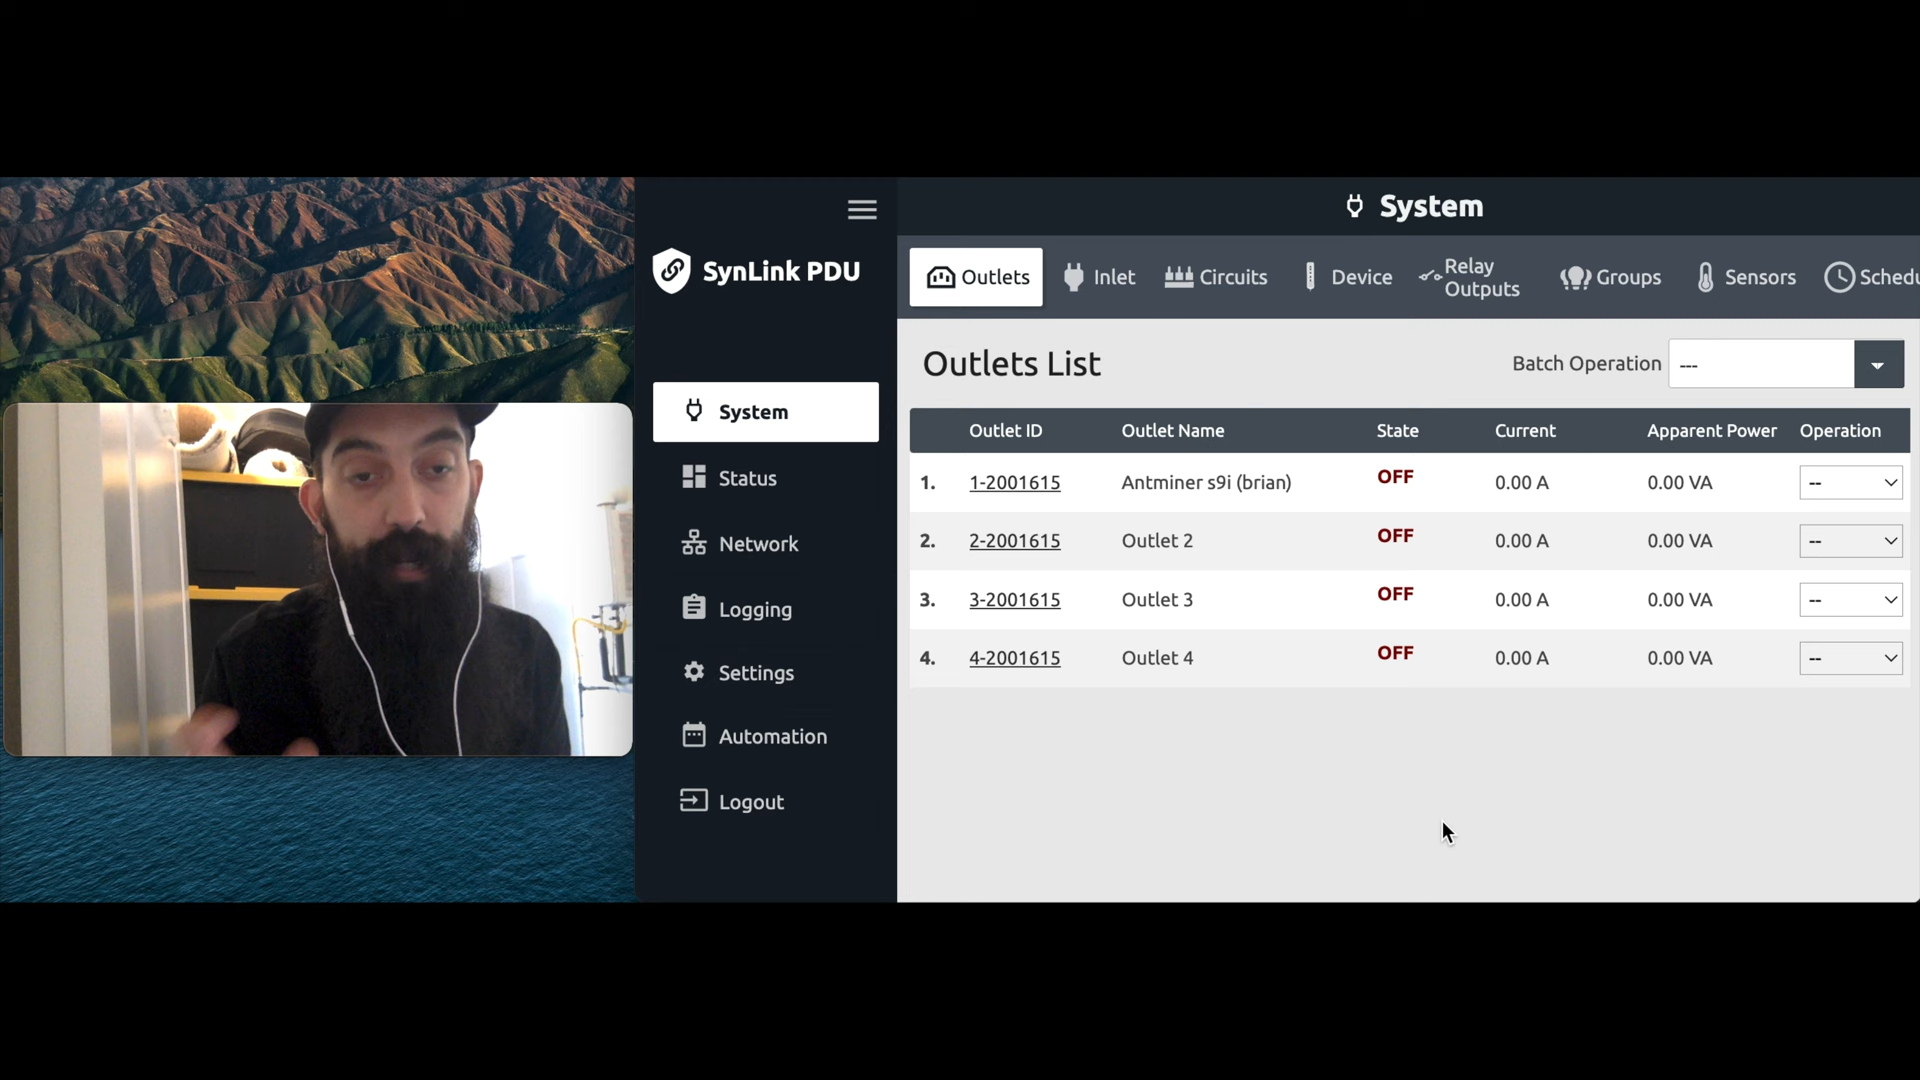 SynLink PDU
System
Status
Network
Logging
Settings
Automation
Logout
System
Outlets
Inlet
Circuits
Device
Relay
Outputs
Groups
Sensors
Schedu
Outlets List
Batch Operation ---
Outlet ID Outlet Name State Current Apparent Power Operation
1. 1-2001615 Antminer s9i (brian) OFF 0.00 A 0.00 VA --
2. 2-2001615 Outlet 2 OFF 0.00 A 0.00 VA --
3. 3-2001615 Outlet 3 OFF 0.00 A 0.00 VA --
4. 4-2001615 Outlet 4 OFF 0.00 A 0.00 VA --